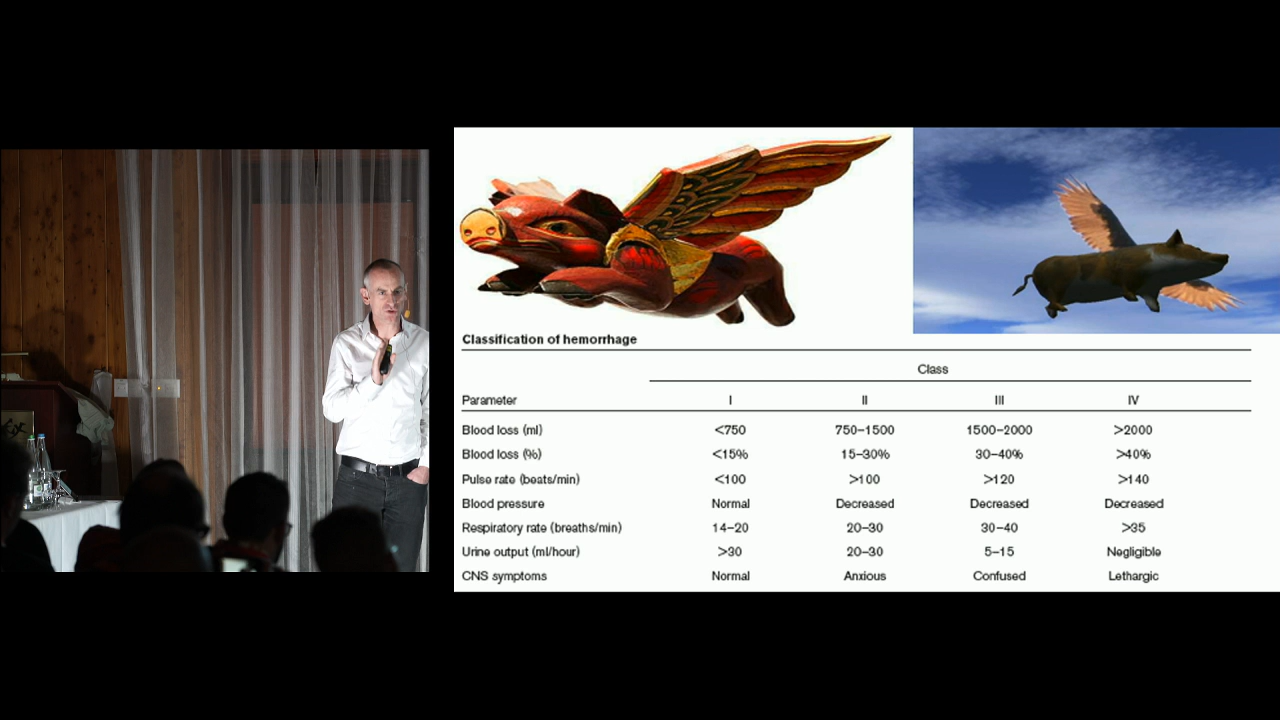 Classification of hemorrhage
Class
Parameter I II III IV
Blood loss (ml) <750 750–1500 1500–2000 >2000
Blood loss (%) <15% 15–30% 30–40% >40%
Pulse rate (beats/min) <100 >100 >120 >140
Blood pressure Normal Decreased Decreased Decreased
Respiratory rate (breaths/min) 14–20 20–30 30–40 >35
Urine output (ml/hour) >30 20–30 5–15 Negligible
CNS symptoms Normal Anxious Confused Lethargic